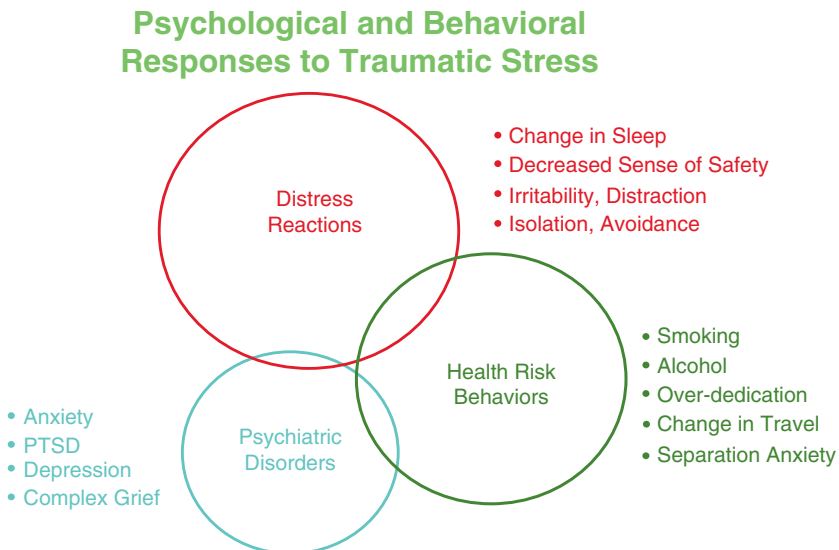 Psychological and Behavioral
Responses to Traumatic Stress
Distress
Reactions
• Change in Sleep
• Decreased Sense of Safety
• Irritability, Distraction
• Isolation, Avoidance
Health Risk
Behaviors
• Smoking
• Alcohol
• Over-dedication
• Change in Travel
• Separation Anxiety
Psychiatric
Disorders
• Anxiety
• PTSD
• Depression
• Complex Grief